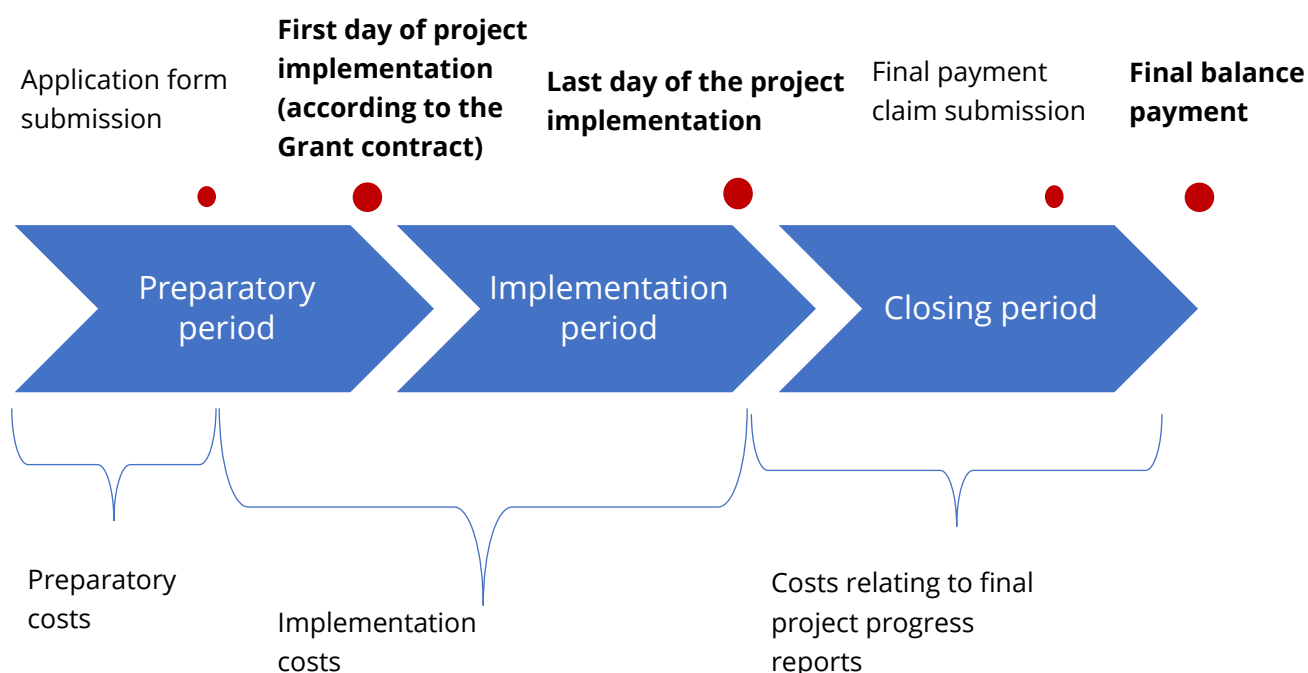 Application form
submission
First day of project
implementation
(according to the
Grant contract)
Last day of the project
implementation
Final payment
claim submission
Final balance
payment
Preparatory
period
Implementation
period
Closing period
Preparatory
costs
Implementation
costs
Costs relating to final
project progress
reports